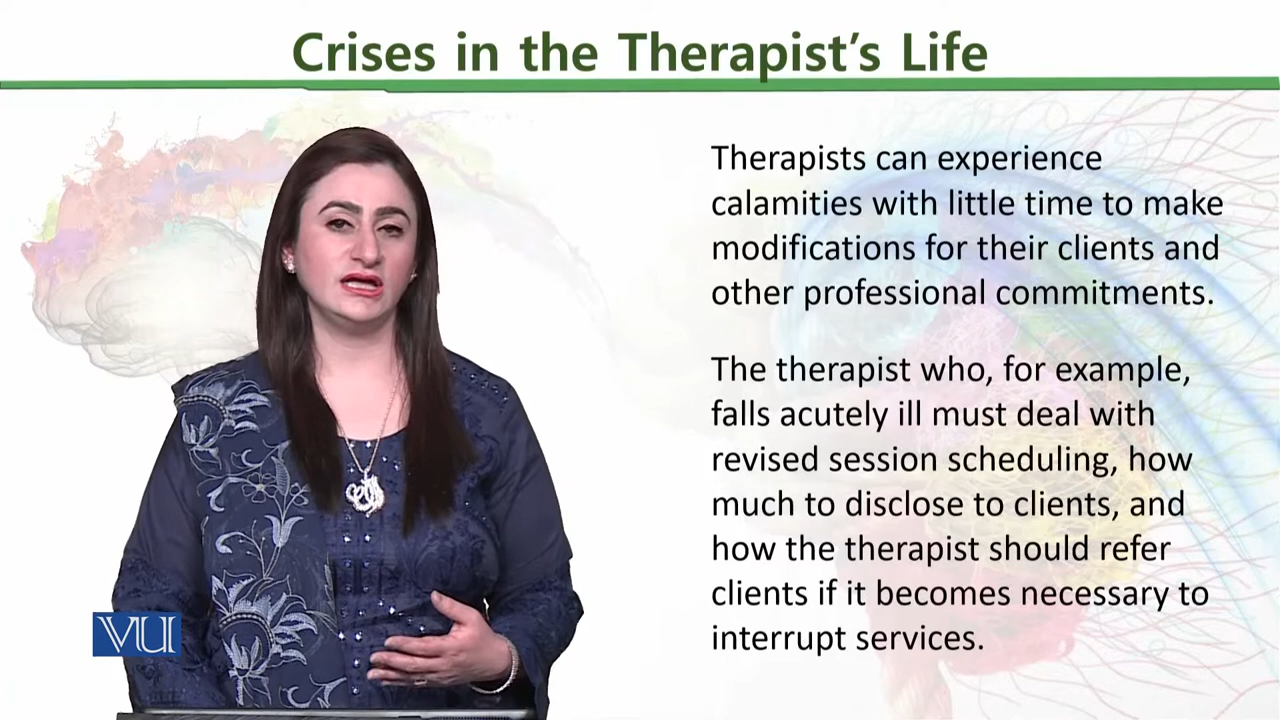 Crises in the Therapist's Life
Therapists can experience
calamities with little time to make
modifications for their clients and
other professional commitments.
The therapist who, for example,
falls acutely ill must deal with
revised session scheduling, how
much to disclose to clients, and
how the therapist should refer
clients if it becomes necessary to
interrupt services.
VU